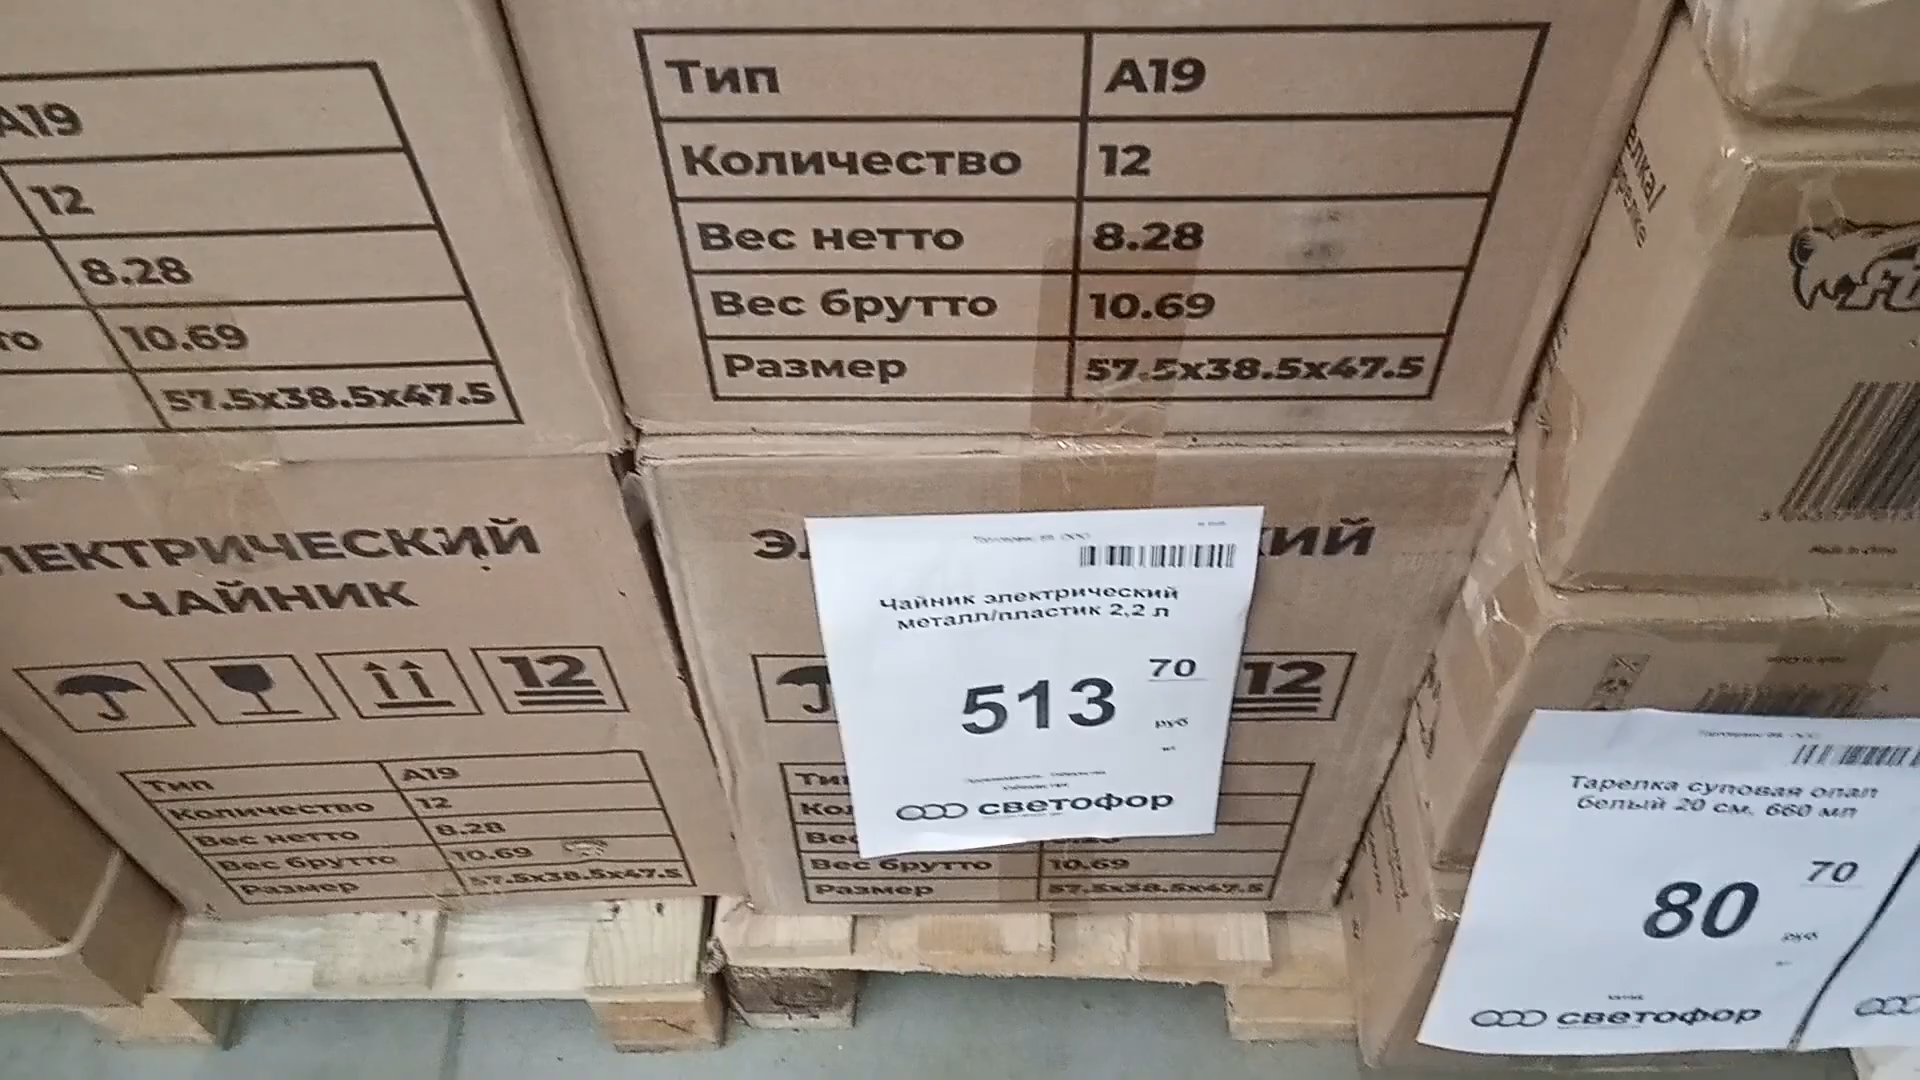 A19
12
8.28
10.69
57.5x38.5x47.5
Тип A19
Количество 12
Вес нетто 8.28
Вес брутто 10.69
Размер 57.5x38.5x47.5
ЛЕКТРИЧЕСКИЙ
ЧАЙНИК
12
Тип A19
Количество 12
Вес нетто 8.28
Вес брутто 10.69
Размер 57.5x38.5x47.5
Чайник электрический
металл/пластик 2,2 л
513 70
руб
светофор
12
Вес брутто 10.69
Размер 57.5x38.5x47.5
Тарелка суповая опал
белый 20 см, 660 мл
80 70
руб
светофор